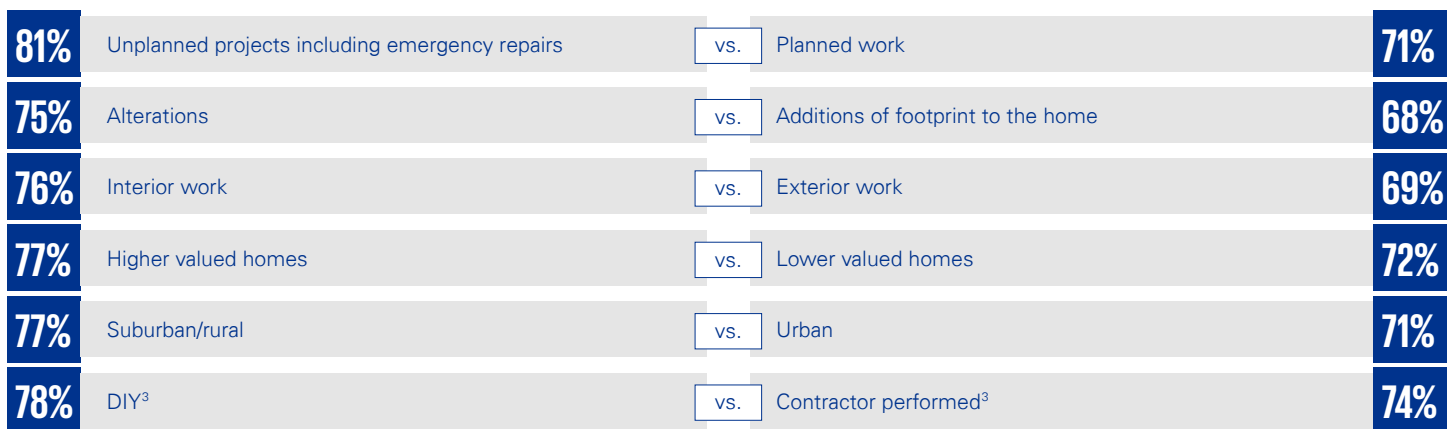 81% Unplanned projects including emergency repairs vs. Planned work 71%
75% Alterations vs. Additions of footprint to the home 68%
76% Interior work vs. Exterior work 69%
77% Higher valued homes vs. Lower valued homes 72%
77% Suburban/rural vs. Urban 71%
78% DIY³ vs. Contractor performed³ 74%